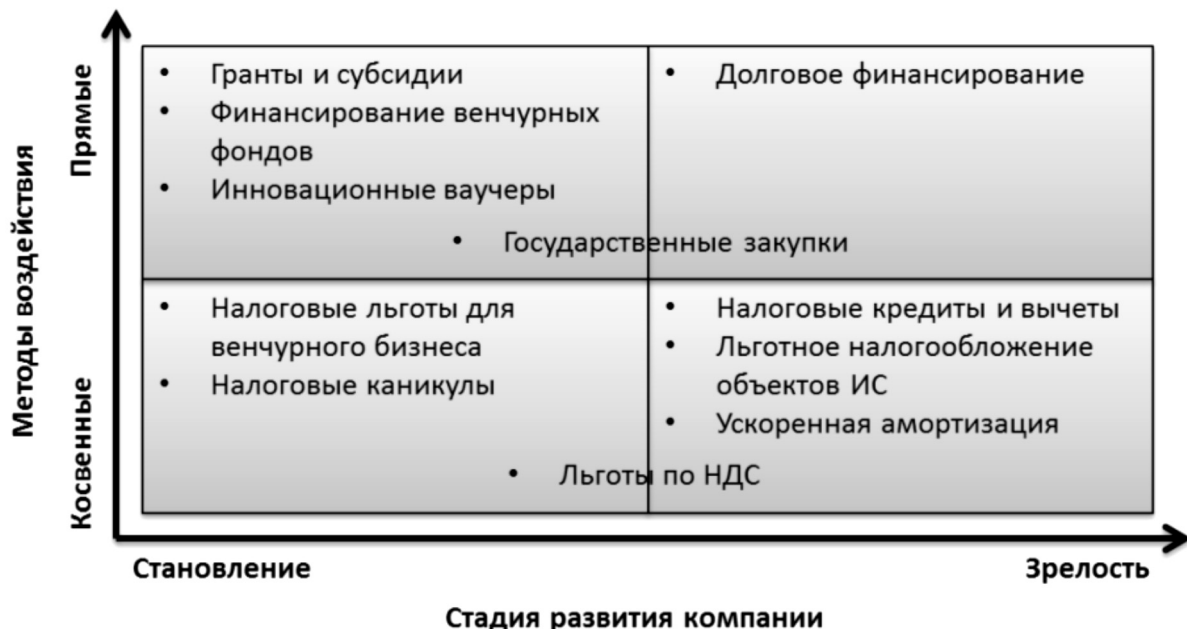 Методы воздействия
Прямые
• Гранты и субсидии
• Финансирование венчурных
фондов
• Инновационные ваучеры
• Долговое финансирование
• Государственные закупки
Косвенные
• Налоговые льготы для
венчурного бизнеса
• Налоговые каникулы
• Налоговые кредиты и вычеты
• Льготное налогообложение
объектов ИС
• Ускоренная амортизация
• Льготы по НДС
Становление
Зрелость
Стадия развития компании